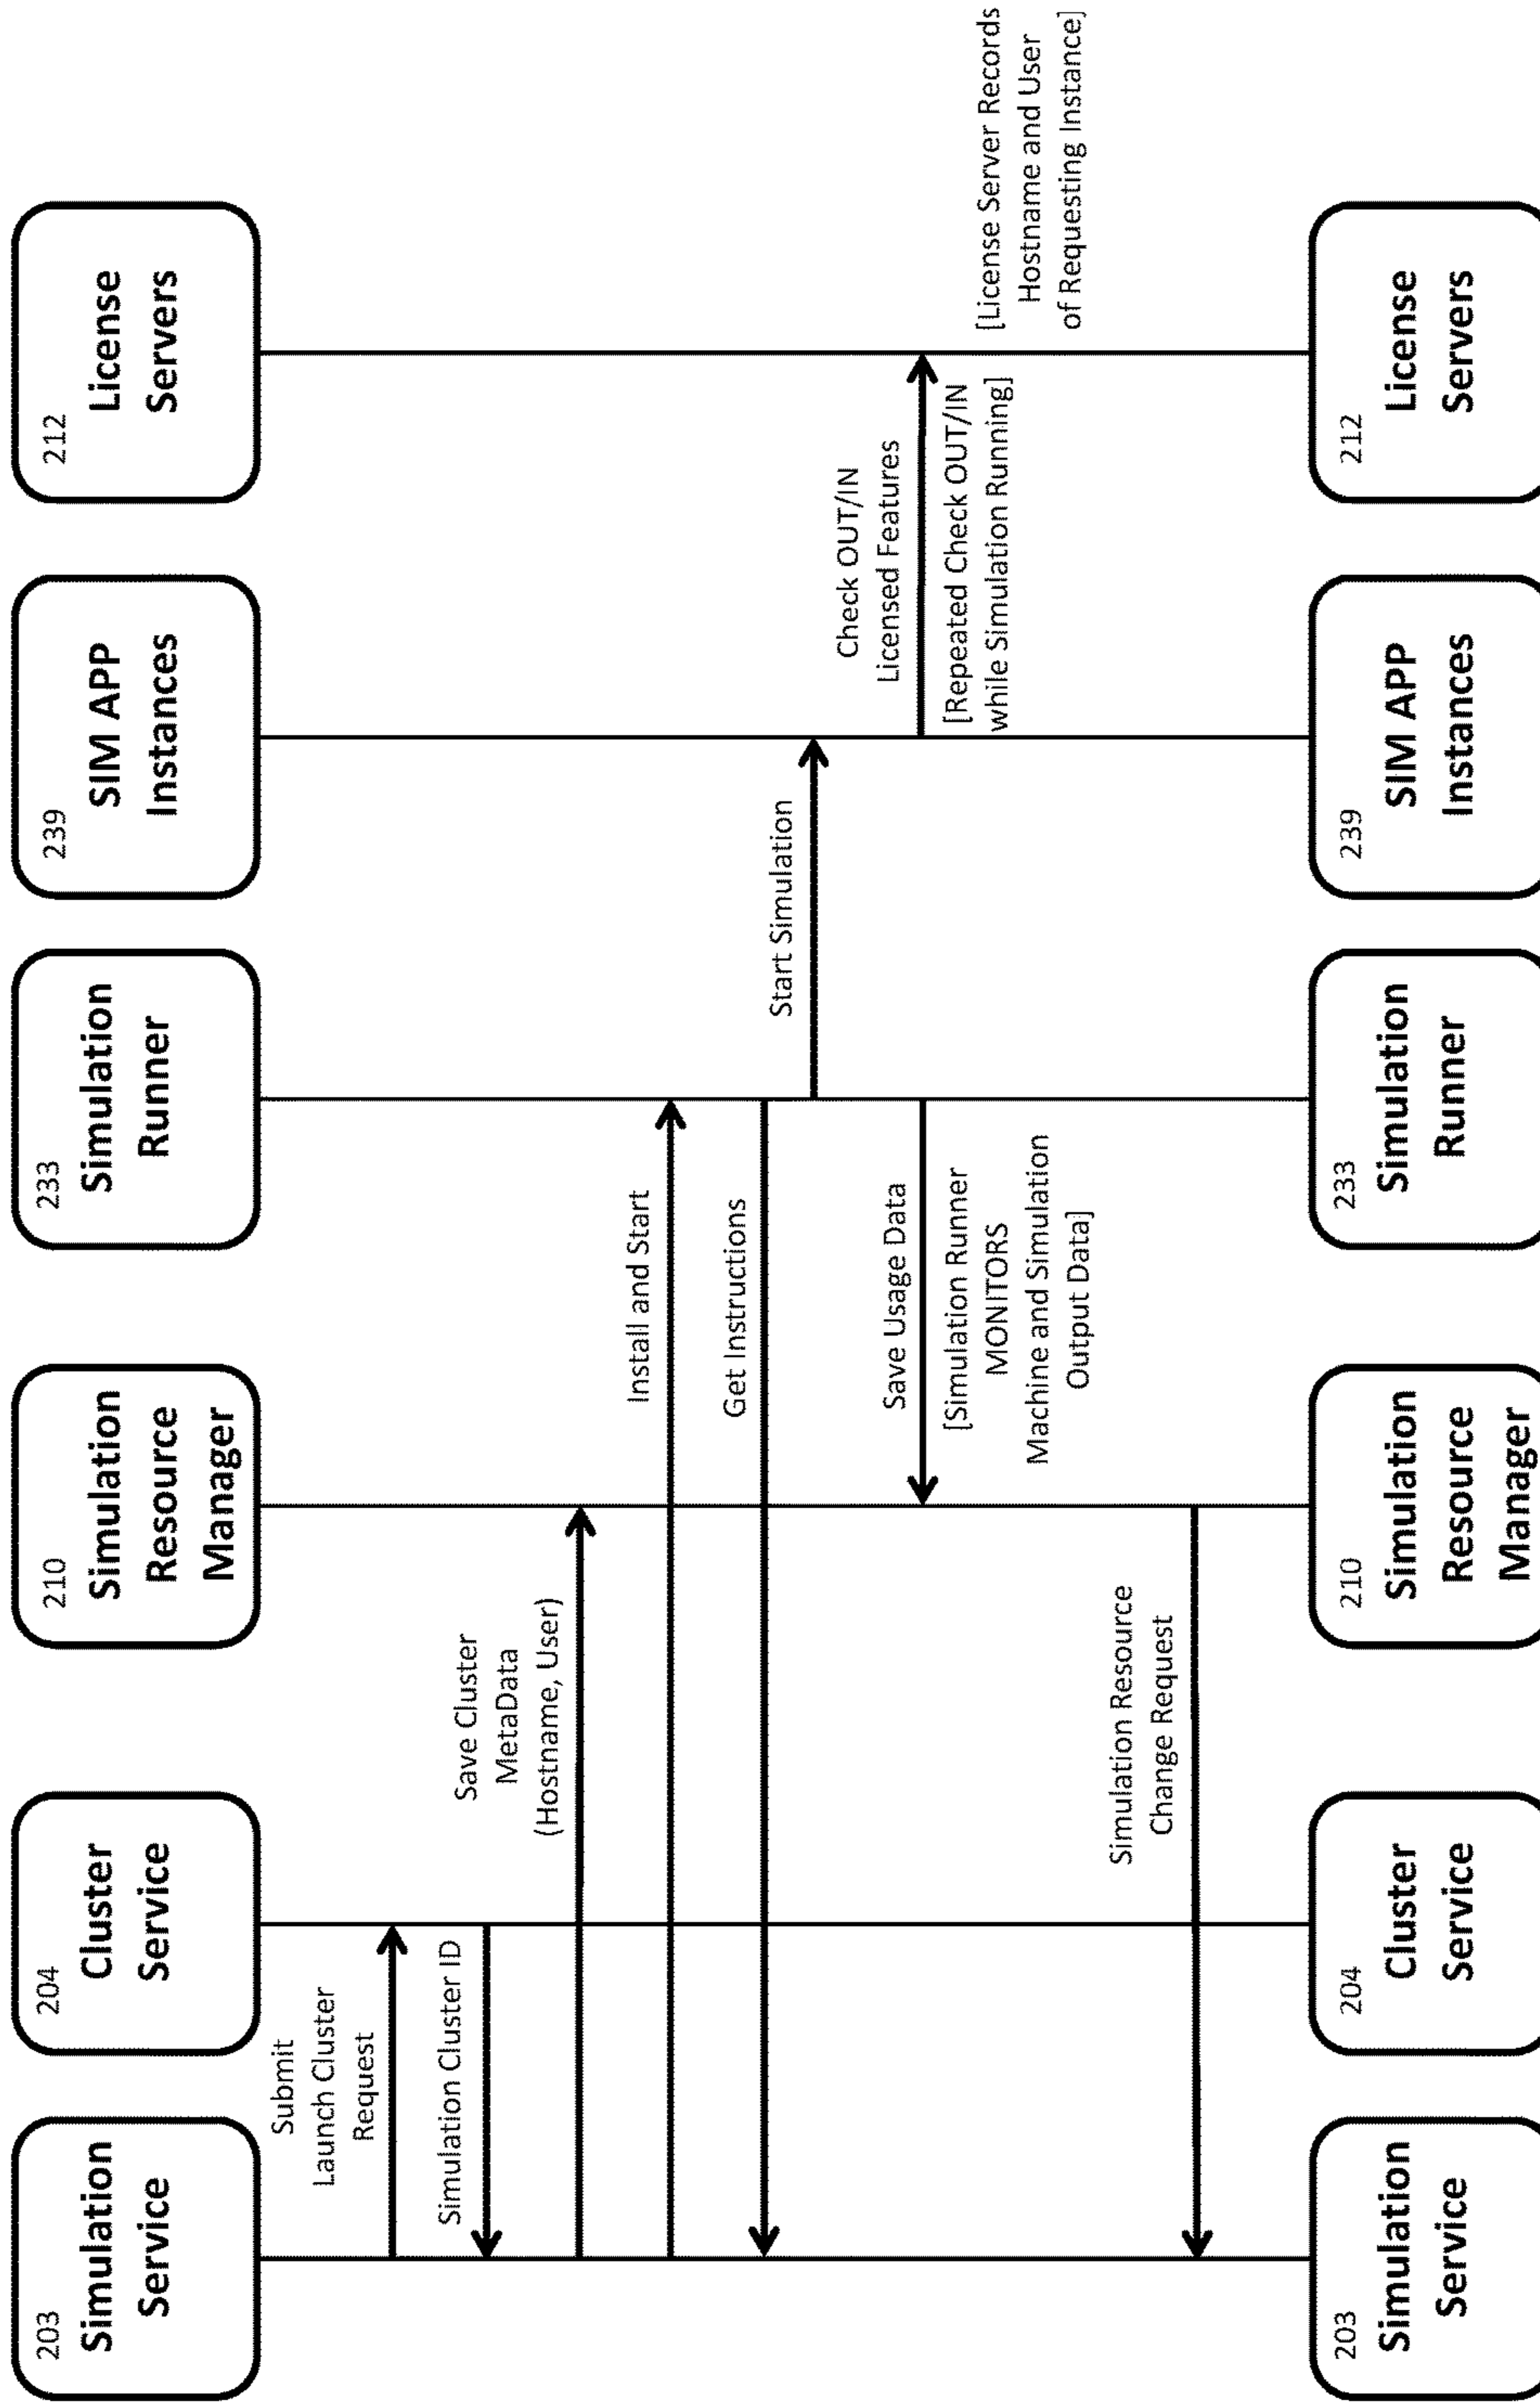 203
Simulation
Service
204
Cluster
Service
210
Simulation
Resource
Manager
233
Simulation
Runner
239
SIM APP
Instances
212
License
Servers
Submit
Launch Cluster
Request
Simulation Cluster ID
Save Cluster
MetaData
(Hostname, User)
Install and Start
Get Instructions
Start Simulation
Save Usage Data
[Simulation Runner
MONITORS
Machine and Simulation
Output Data]
Check OUT/IN
Licensed Features
[Repeated Check OUT/IN
while Simulation Running]
[License Server Records
Hostname and User
of Requesting Instance]
Simulation Resource
Change Request
203
Simulation
Service
204
Cluster
Service
210
Simulation
Resource
Manager
233
Simulation
Runner
239
SIM APP
Instances
212
License
Servers